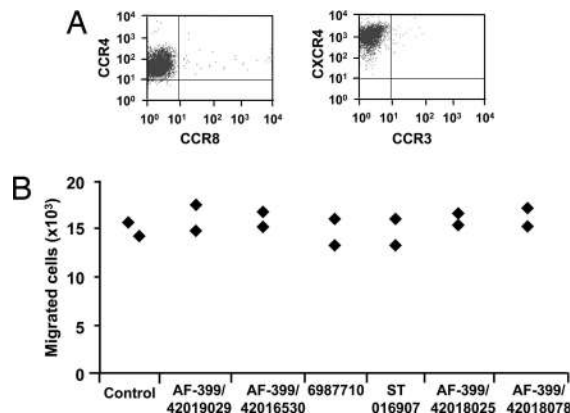 A
CCR4
10⁴
10³
10²
10¹
10⁰
10⁰ 10¹ 10² 10³ 10⁴
CCR8
CXCR4
10⁴
10³
10²
10¹
10⁰
10⁰ 10¹ 10² 10³ 10⁴
CCR3
B
Migrated cells (x10³)
20
15
10
5
0
Control
AF-399/
42019029
AF-399/
42016530
6987710
ST
016907
AF-399/
42018025
AF-399/
42018078